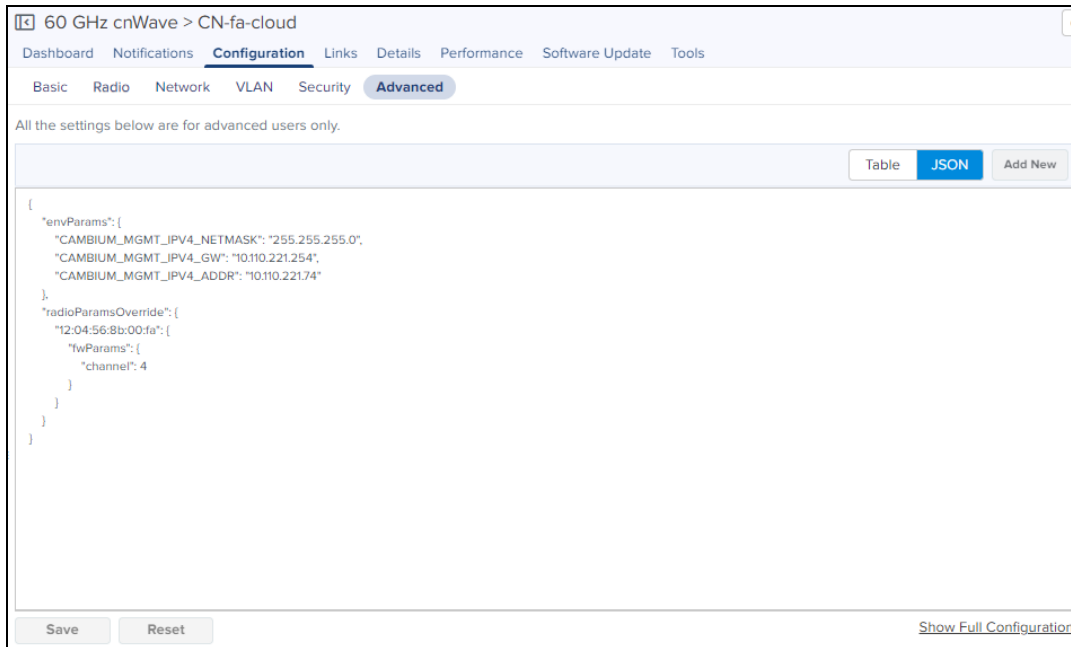 60 GHz cnWave > CN-fa-cloud
Dashboard Notifications Configuration Links Details Performance Software Update Tools
Basic Radio Network VLAN Security Advanced
All the settings below are for advanced users only.
Table JSON Add New
{
"envParams": {
"CAMBIUM_MGMT_IPV4_NETMASK": "255.255.255.0",
"CAMBIUM_MGMT_IPV4_GW": "10.110.221.254",
"CAMBIUM_MGMT_IPV4_ADDR": "10.110.221.74"
},
"radioParamsOverride": {
"12:04:56:8b:00:fa": {
"fwParams": {
"channel": 4
}
}
}
}
Save Reset Show Full Configuration